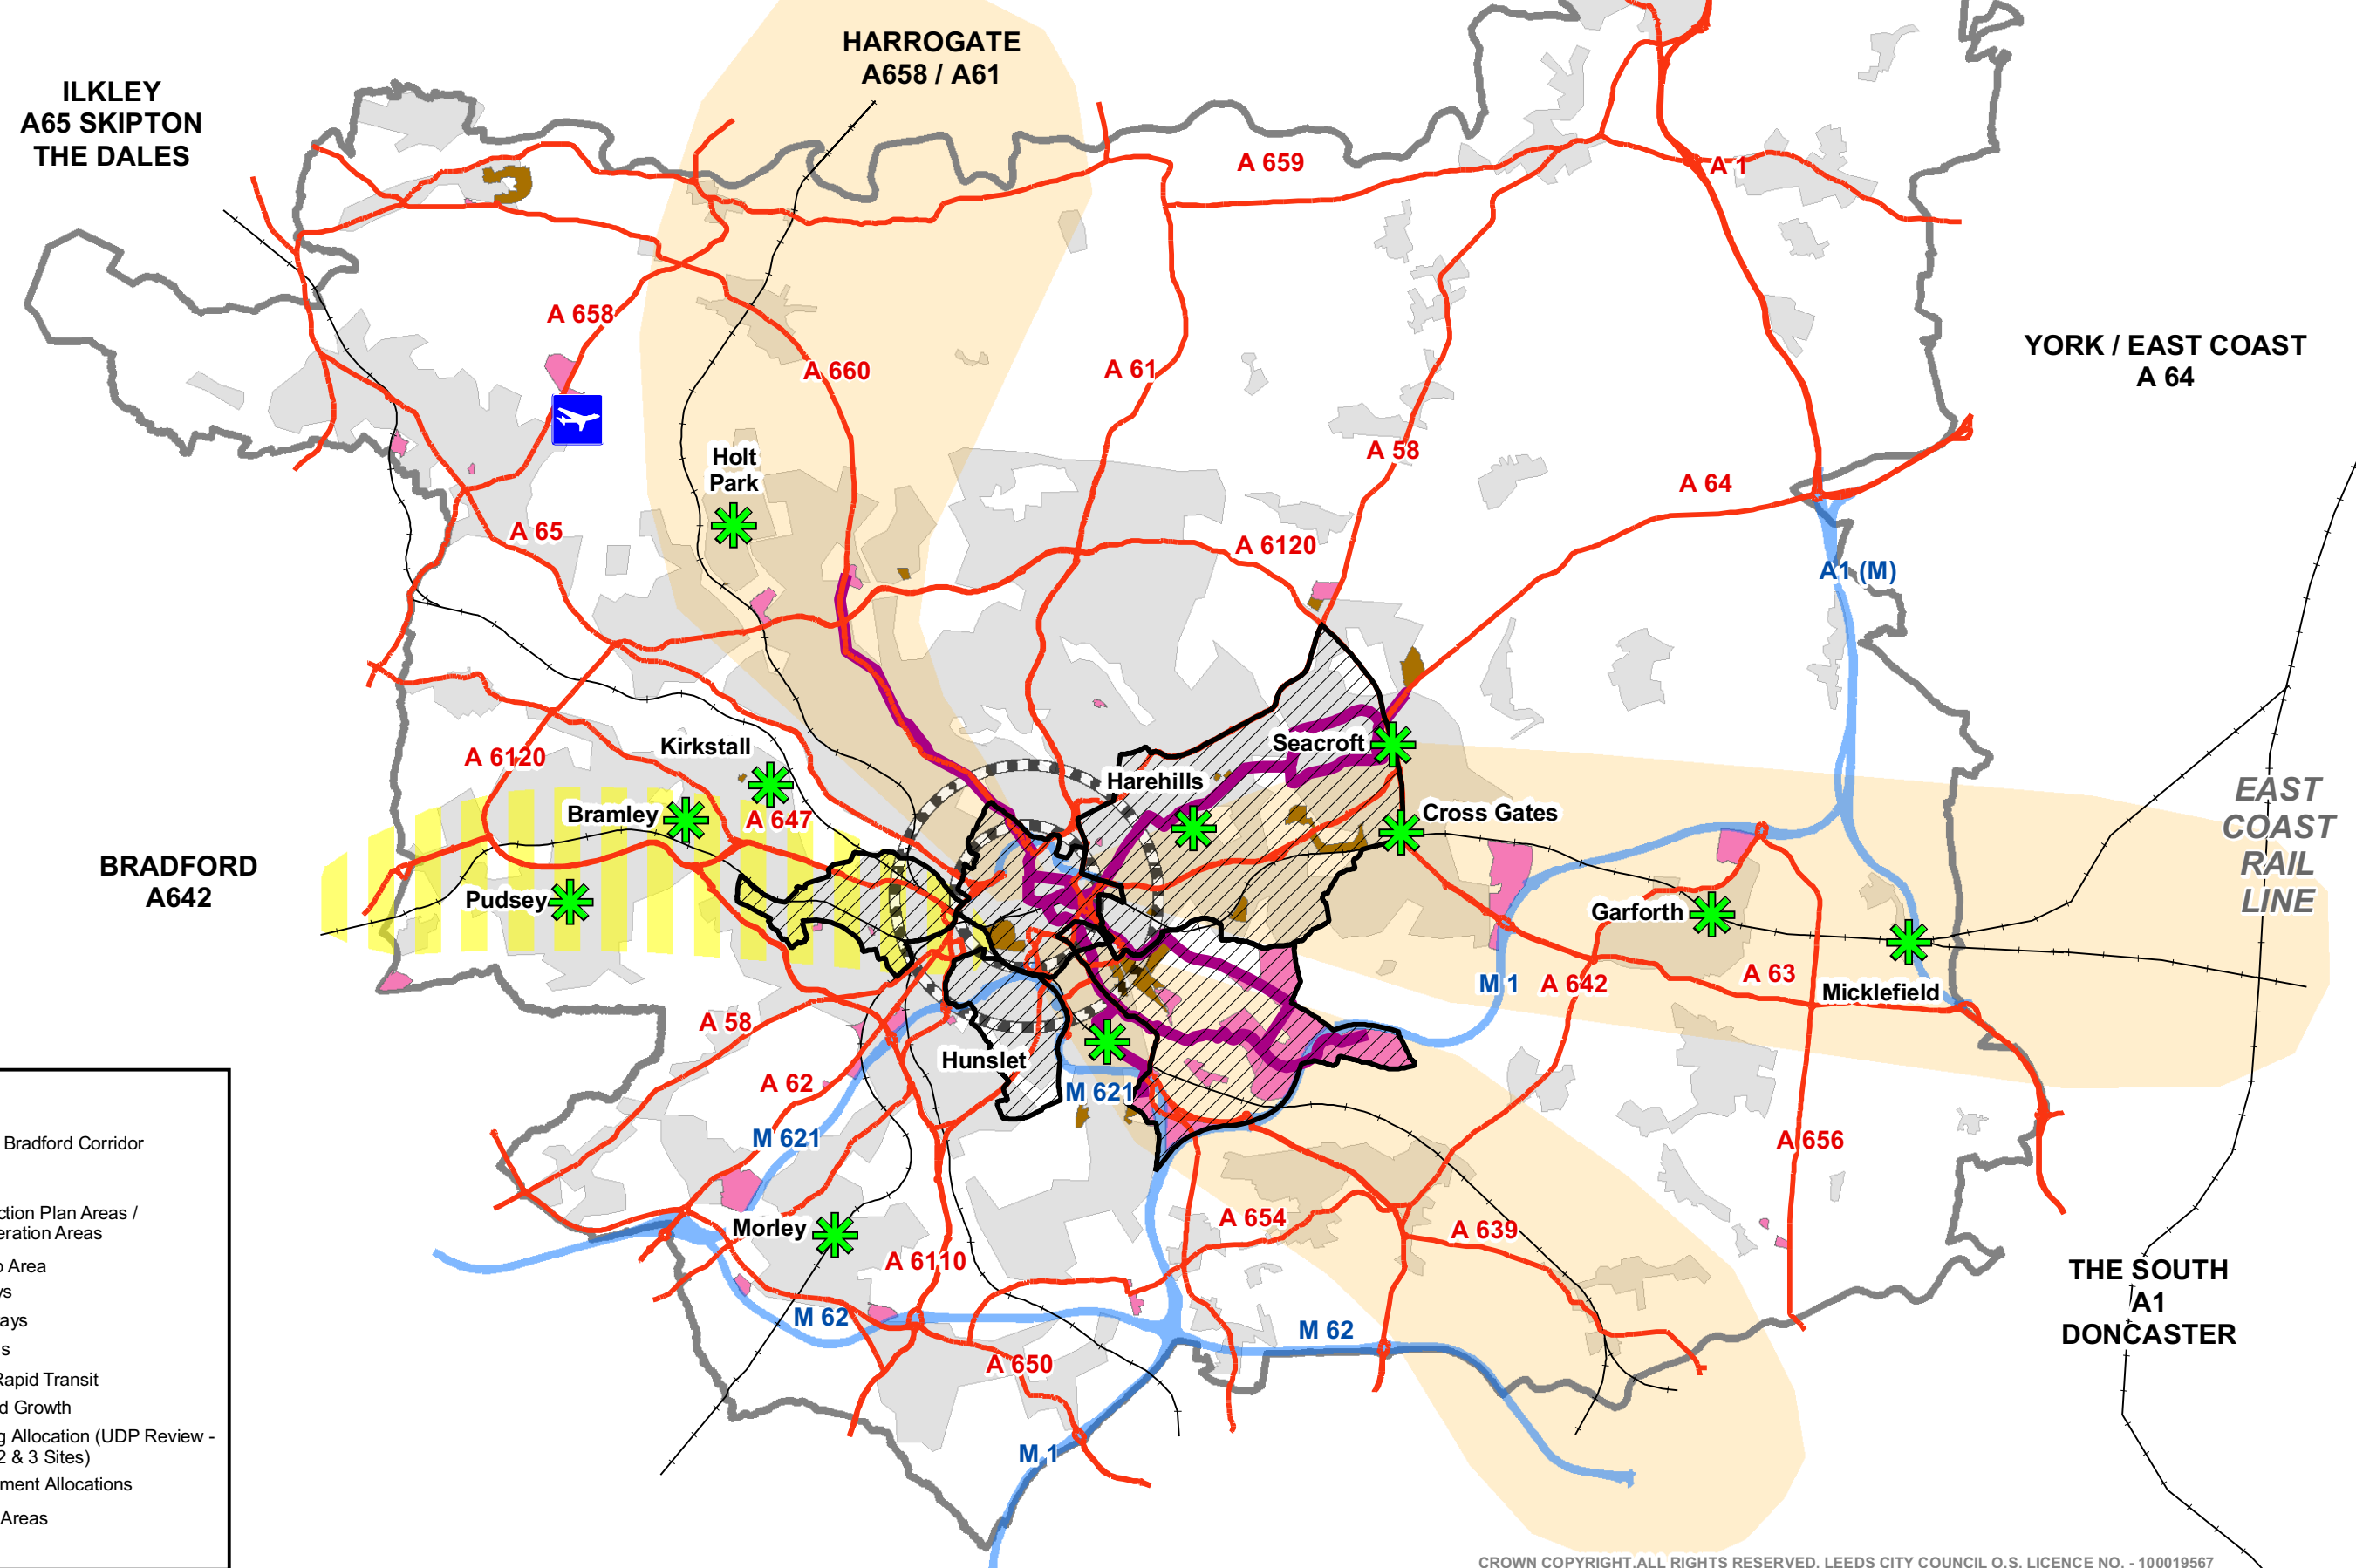 HARROGATE
A658 / A61
ILKLEY
A65 SKIPTON
THE DALES
A 659
A 1
A 658
YORK / EAST COAST
A 64
A 660
A 61
A 58
Holt
Park
A 64
A 65
A 6120
A1 (M)
Kirkstall
Seacroft
A 6120
Harehills
EAST
COAST
RAIL
LINE
Bramley
A 647
Cross Gates
BRADFORD
A642
Pudsey
Garforth
A 63
M 1
A 642
Micklefield
A 58
Hunslet
A 62
M 621
M 621
Bradford Corridor
A 656
ction Plan Areas /
eration Areas
Morley
A 654
A 639
A 6110
o Area
THE SOUTH
A1
DONCASTER
ys
ays
M 62
M 62
s
A 650
Rapid Transit
d Growth
g Allocation (UDP Review -
2 & 3 Sites)
M 1
ment Allocations
Areas
CROWN COPYRIGHT.ALL RIGHTS RESERVED. LEEDS CITY COUNCIL O.S. LICENCE NO. - 100019567